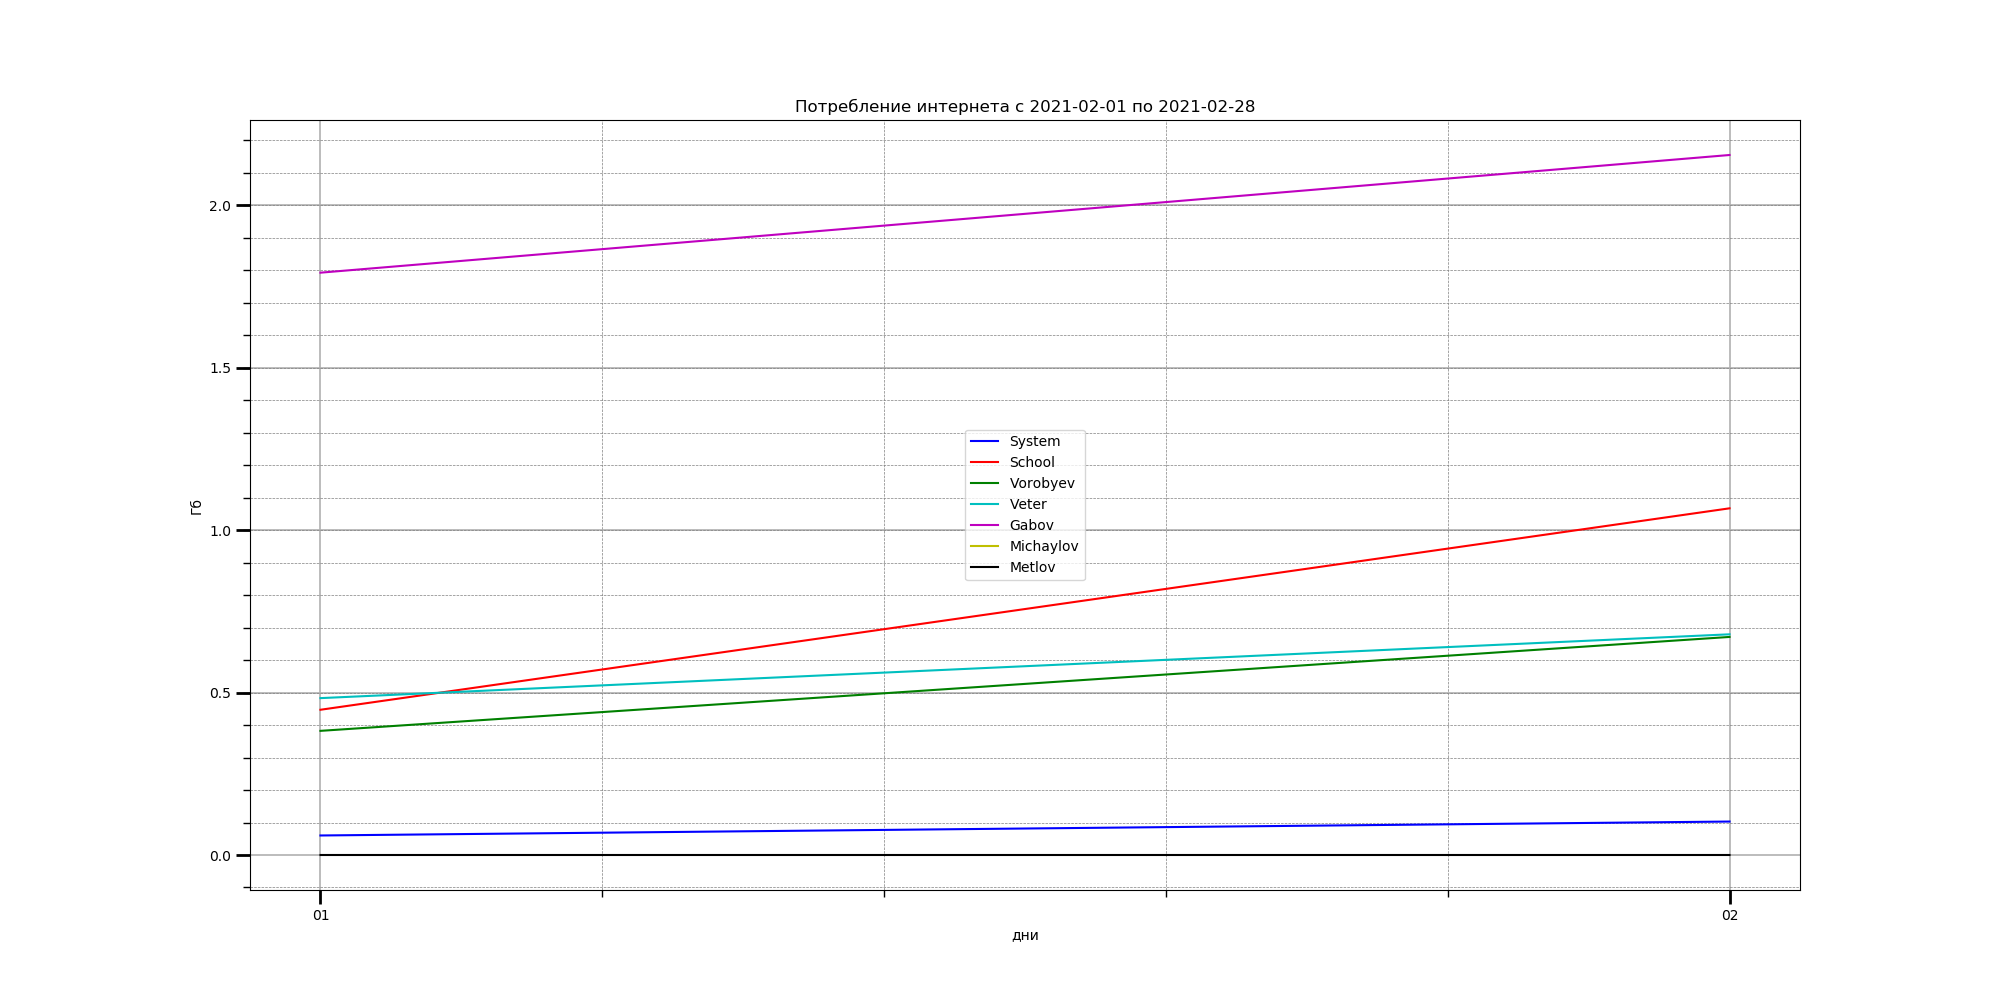 Потребление интернета с 2021-02-01 по 2021-02-28
Гб
2.0
1.5
1.0
0.5
0.0
System
School
Vorobyev
Veter
Gabov
Michaylov
Metlov
01 02
дни